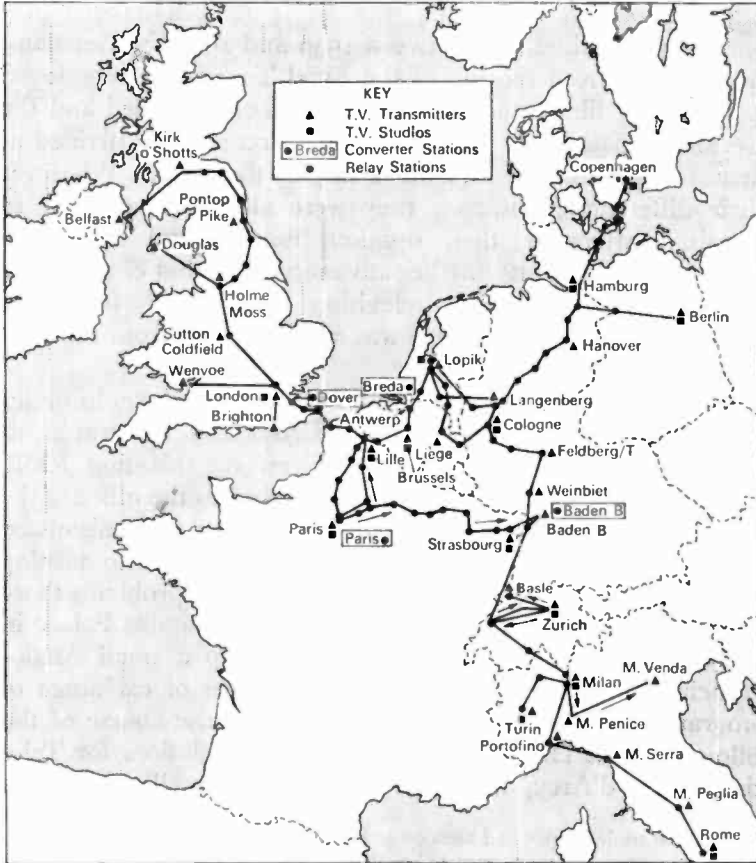 KEY
T.V. Transmitters
T.V. Studios
Breda Converter Stations
Relay Stations
Kirk
o Shotts
Copenhagen
Pontop
Pike
Belfast
Douglas
Hamburg
Holme
Moss
Berlin
Sutton
Coldfield
Hanover
Lopik
Wenvoe
Breda
London
Dover
Langenberg
Brighton
Antwerp
Cologne
Lille
Liege
Brussels
Feldberg/T
Weinbiet
Paris
Paris
Strasbourg
Baden B
Baden B
Basle
Zurich
Milan
M. Venda
Turin
M. Penice
Portofino
M. Serra
M. Peglia
Rome